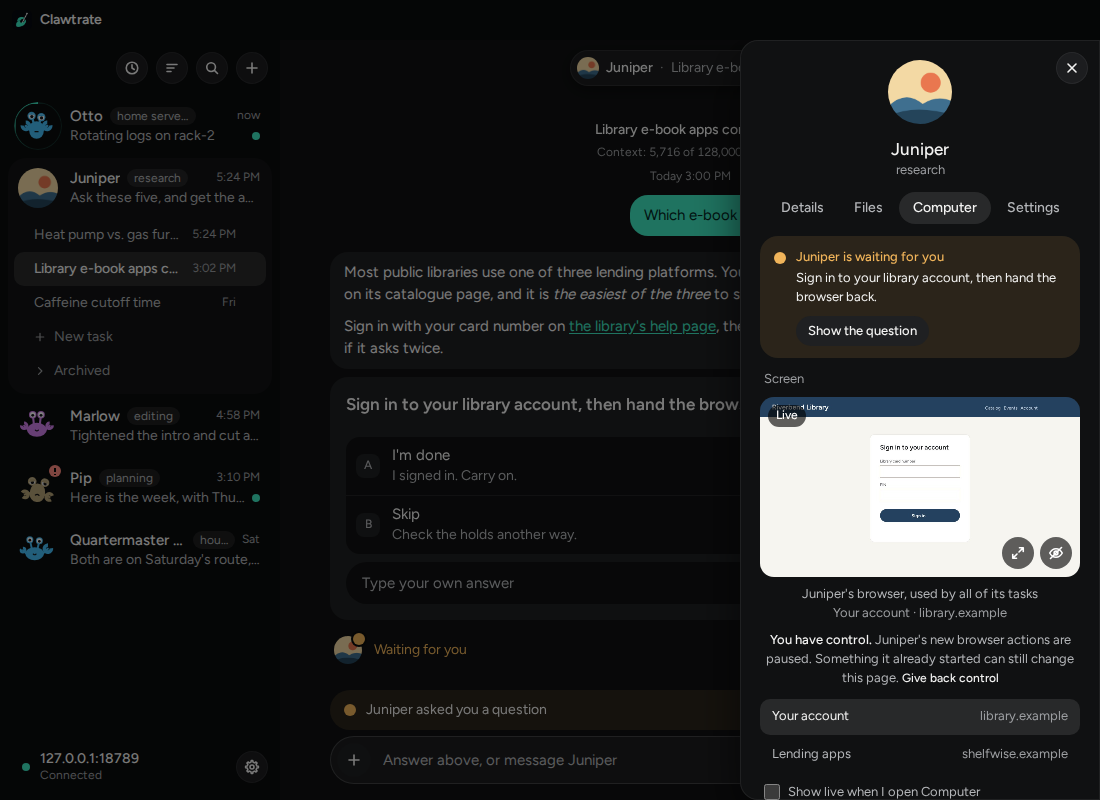 Clawtrate
Otto home serve... now
Rotating logs on rack-2
Juniper research 5:24 PM
Ask these five, and get the a...
Heat pump vs. gas fur... 5:24 PM
Library e-book apps c... 3:02 PM
Caffeine cutoff time Fri
+ New task
Archived
Marlow editing 4:58 PM
Tightened the intro and cut a...
Pip planning 3:10 PM
Here is the week, with Thu...
Quartermaster ... hou... Sat
Both are on Saturday's route,...
127.0.0.1:18789
Connected
Juniper · Library e-b
Library e-book apps co
Context: 5,716 of 128,000
Today 3:00 PM
Which e-book
Most public libraries use one of three lending platforms. You
on its catalogue page, and it is the easiest of the three to s
Sign in with your card number on the library's help page, the
if it asks twice.
Sign in to your library account, then hand the brow
A I'm done
I signed in. Carry on.
B Skip
Check the holds another way.
Type your own answer
Waiting for you
Juniper asked you a question
Answer above, or message Juniper
Juniper
research
Details Files Computer Settings
Juniper is waiting for you
Sign in to your library account, then hand the
browser back.
Show the question
Screen
Live
Library
Catalog Events Account
Sign in to your account
Library card number
PIN
Sign in
Juniper's browser, used by all of its tasks
Your account · library.example
You have control. Juniper's new browser actions are
paused. Something it already started can still change
this page. Give back control
Your account library.example
Lending apps shelfwise.example
Show live when I open Computer